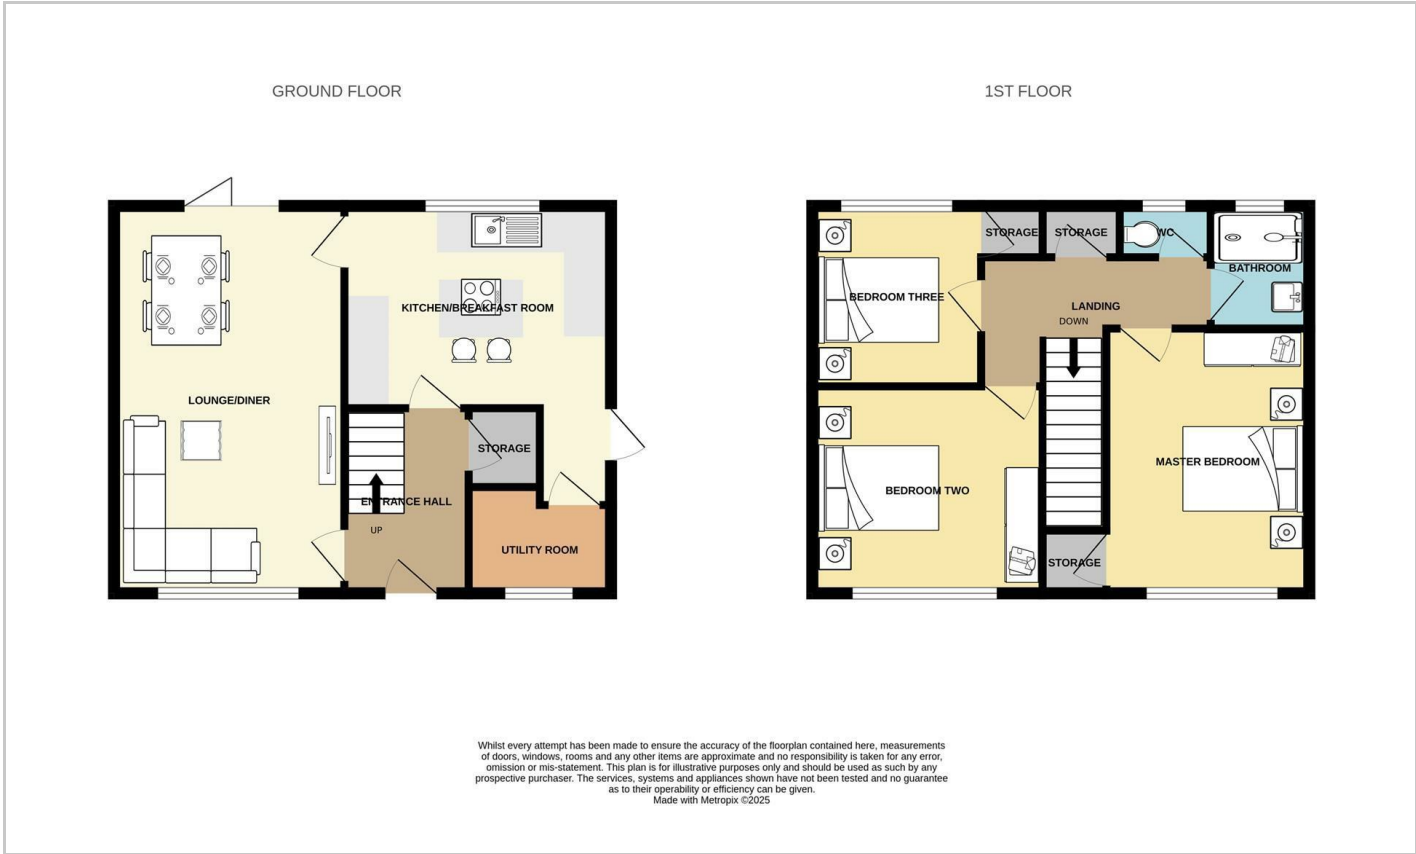 GROUND FLOOR
KITCHEN/BREAKFAST ROOM
LOUNGE/DINER
STORAGE
ENTRANCE HALL
UP
UTILITY ROOM
1ST FLOOR
STORAGE
STORAGE
WC
BATHROOM
BEDROOM THREE
LANDING
DOWN
MASTER BEDROOM
BEDROOM TWO
STORAGE
Whilst every attempt has been made to ensure the accuracy of the floorplan contained here, measurements
of doors, windows, rooms and any other items are approximate and no responsibility is taken for any error,
omission or mis-statement. This plan is for illustrative purposes only and should be used as such by any
prospective purchaser. The services, systems and appliances shown have not been tested and no guarantee
as to their operability or efficiency can be given.
Made with Metropix ©2025